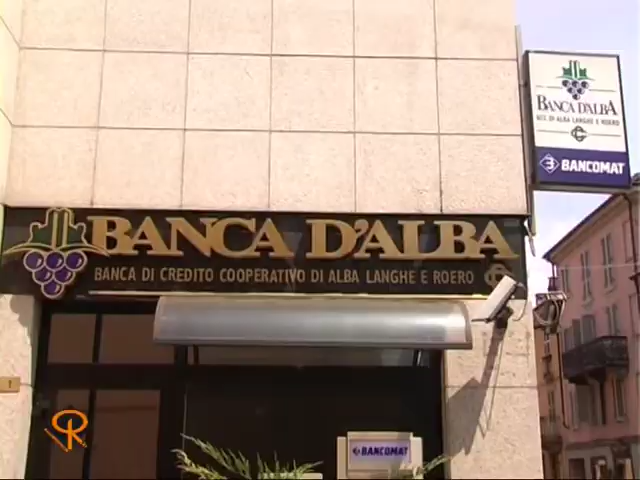 BANCA D'ALBA
BANCA DI CREDITO COOPERATIVO DI ALBA LANGHE E ROERO
BANCA D'ALBA
BCC DI ALBA LANGHE E ROERO
BANCOMAT
BANCOMAT